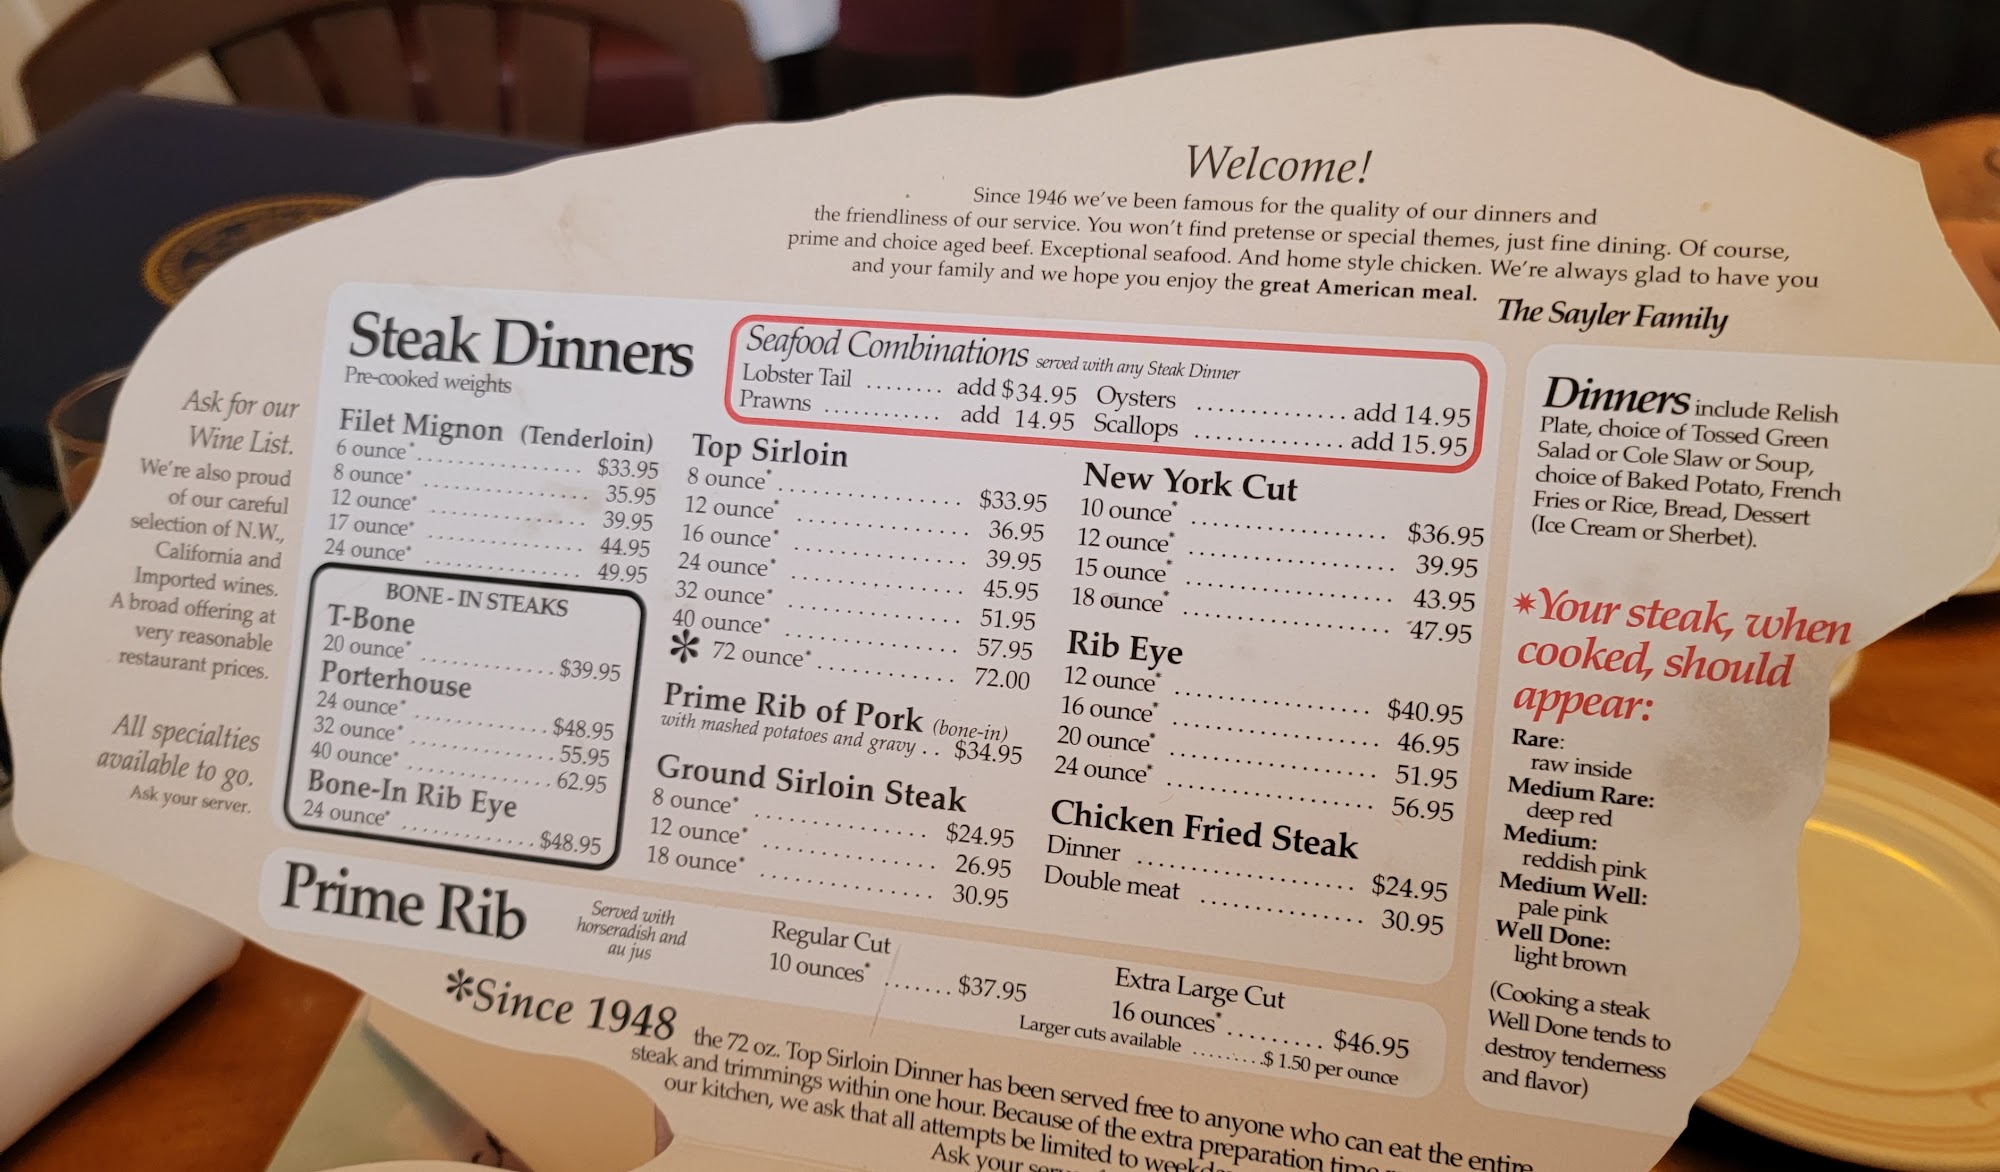 Welcome!
Since 1946 we've been famous for the quality of our dinners and
the friendliness of our service. You won't find pretense or special themes, just fine dining. Of course,
prime and choice aged beef. Exceptional seafood. And home style chicken. We're always glad to have you
and your family and we hope you enjoy the great American meal.
The Sayler Family
Ask for our
Wine List.
We're also proud
of our careful
selection of N.W.,
California and
Imported wines.
A broad offering at
very reasonable
restaurant prices.
All specialties
available to go.
Ask your server.
Steak Dinners
Pre-cooked weights
Seafood Combinations served with any Steak Dinner
Lobster Tail ........ add $34.95 Oysters .............. add 14.95
Prawns ........... add 14.95 Scallops .............. add 15.95
Filet Mignon (Tenderloin)
6 ounce* ................ $33.95
8 ounce* ................ 35.95
12 ounce* ............... 39.95
17 ounce* ............... 44.95
24 ounce* ............... 49.95
BONE-IN STEAKS
T-Bone
20 ounce* ............. $39.95
Porterhouse
24 ounce* ............. $48.95
32 ounce* ............. 55.95
40 ounce* ............. 62.95
Bone-In Rib Eye
24 ounce* ............. $48.95
Top Sirloin
8 ounce* ............... $33.95
12 ounce* .............. 36.95
16 ounce* .............. 39.95
24 ounce* .............. 45.95
32 ounce* .............. 51.95
40 ounce* .............. 57.95
* 72 ounce* ............ 72.00
Prime Rib of Pork (bone-in)
with mashed potatoes and gravy .. $34.95
Ground Sirloin Steak
8 ounce* .............. $24.95
12 ounce* ............. 26.95
18 ounce* ............. 30.95
New York Cut
10 ounce* ............... $36.95
12 ounce* ............... 39.95
15 ounce* ............... 43.95
18 ounce* ............... 47.95
Rib Eye
12 ounce* ............... $40.95
16 ounce* ............... 46.95
20 ounce* ............... 51.95
24 ounce* ............... 56.95
Chicken Fried Steak
Dinner ................. $24.95
Double meat ............. 30.95
Dinners include Relish
Plate, choice of Tossed Green
Salad or Cole Slaw or Soup,
choice of Baked Potato, French
Fries or Rice, Bread, Dessert
(Ice Cream or Sherbet).
*Your steak, when
cooked, should
appear:
Rare:
raw inside
Medium Rare:
deep red
Medium:
reddish pink
Medium Well:
pale pink
Well Done:
light brown
(Cooking a steak
Well Done tends to
destroy tenderness
and flavor)
Prime Rib
Served with
horseradish and
au jus
Regular Cut
10 ounces* ....... $37.95
Extra Large Cut
16 ounces* .......... $46.95
Larger cuts available ......... $1.50 per ounce
*Since 1948 the 72 oz. Top Sirloin Dinner has been served free to anyone who can eat the entire
steak and trimmings within one hour. Because of the extra preparation time
our kitchen, we ask that all attempts be limited to
Ask your